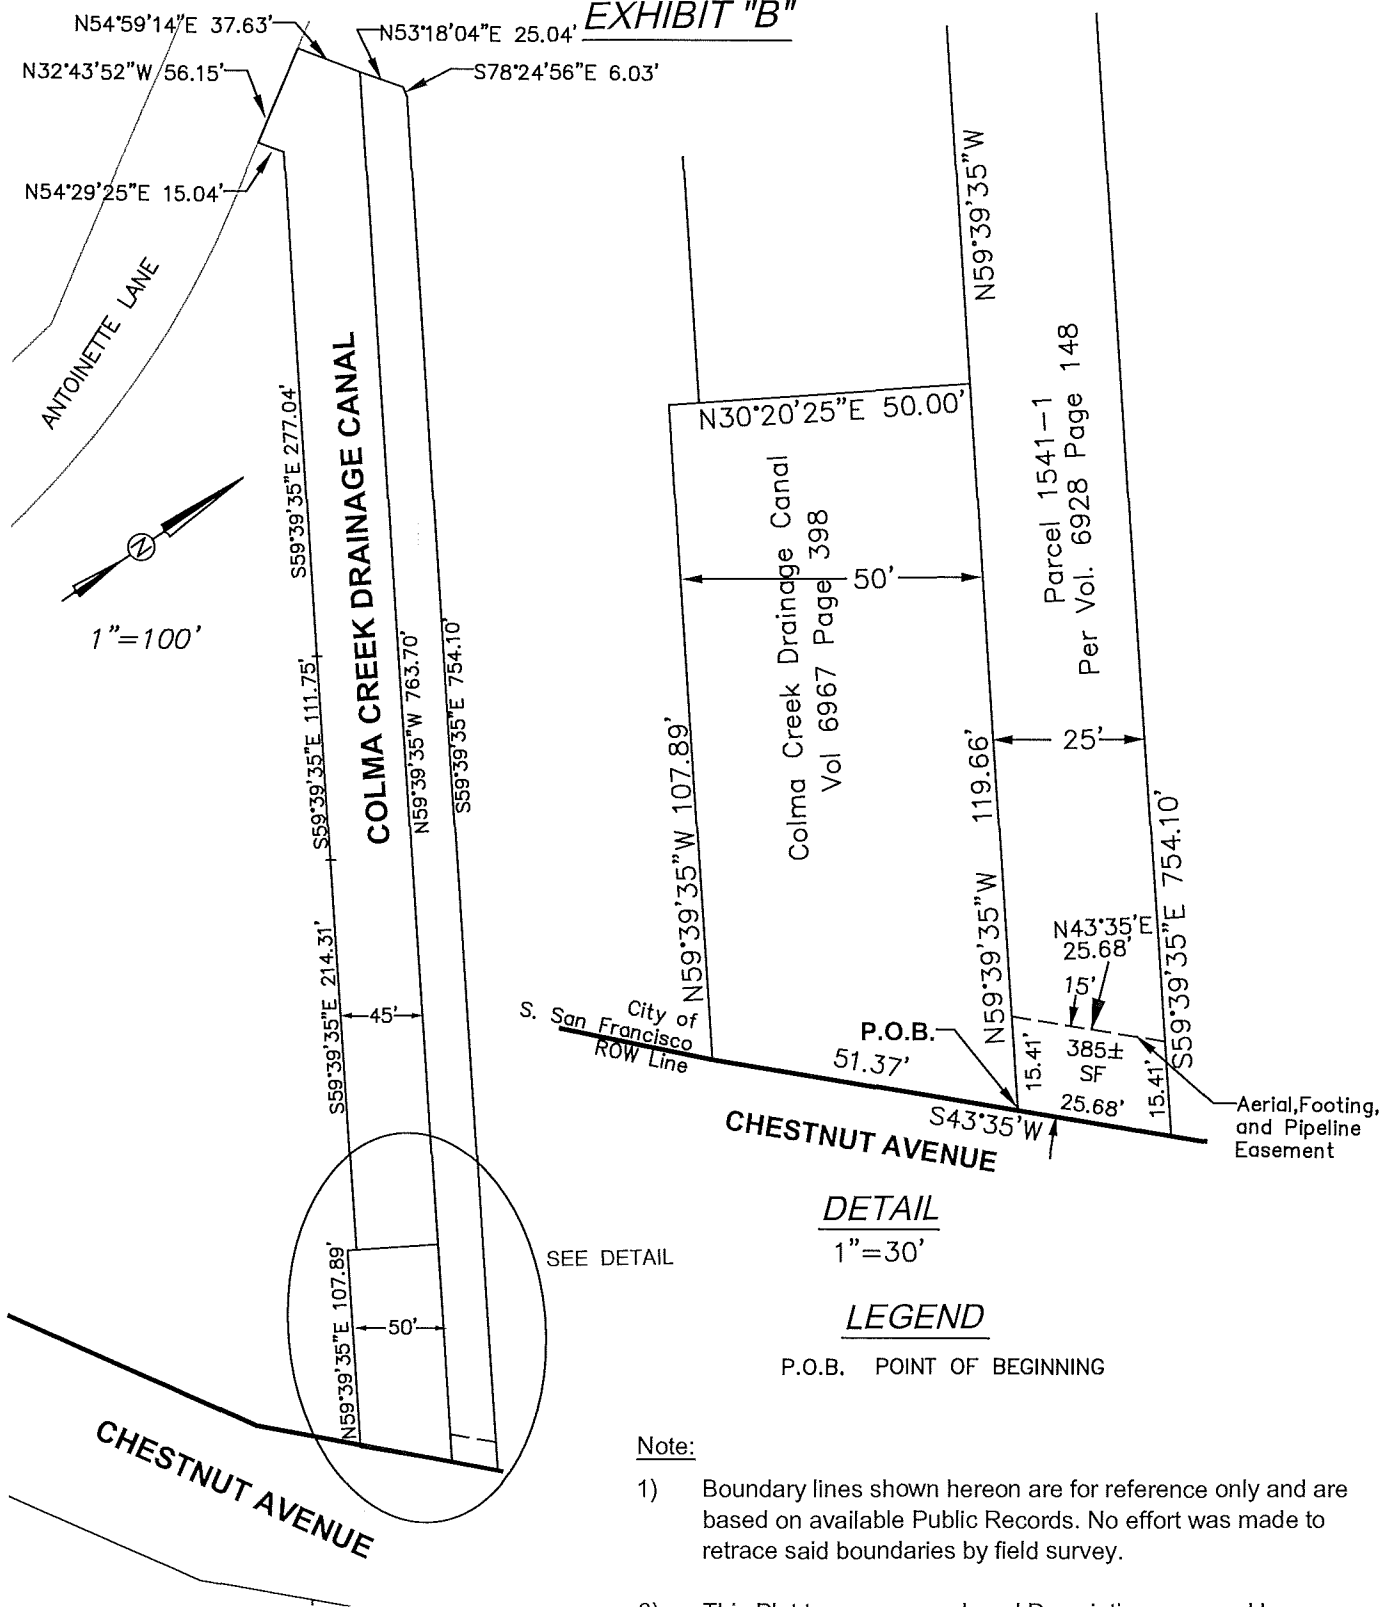 EXHIBIT "B"
N54°59'14"E 37.63'
N53°18'04"E 25.04'
N32°43'52"W 56.15'
S78°24'56"E 6.03'
N54°29'25"E 15.04'
ANTOINETTE LANE
N
1"=100'
S59°39'35"E 277.04'
S59°39'35"E 111.75'
S59°39'35"E 214.31'
COLMA CREEK DRAINAGE CANAL
N59°39'35"W 763.70'
S59°39'35"E 754.10'
45'
N59°39'35"E 107.89'
50'
SEE DETAIL
CHESTNUT AVENUE
N59°39'35"W
N30°20'25"E 50.00'
Parcel 1541-1
Per Vol. 6928 Page 148
Colma Creek Drainage Canal
Vol 6967 Page 398
50'
25'
N59°39'35"W 107.89'
N59°39'35"W 119.66'
S59°39'35"E 754.10'
N43°35'E
25.68'
15'
City of
S. San Francisco
ROW Line
P.O.B.
51.37'
15.41'
385±
SF
25.68'
15.41'
S43°35'W
Aerial,Footing,
and Pipeline
Easement
CHESTNUT AVENUE
DETAIL
1"=30'
LEGEND
P.O.B. POINT OF BEGINNING
Note:
1) Boundary lines shown hereon are for reference only and are
based on available Public Records. No effort was made to
retrace said boundaries by field survey.